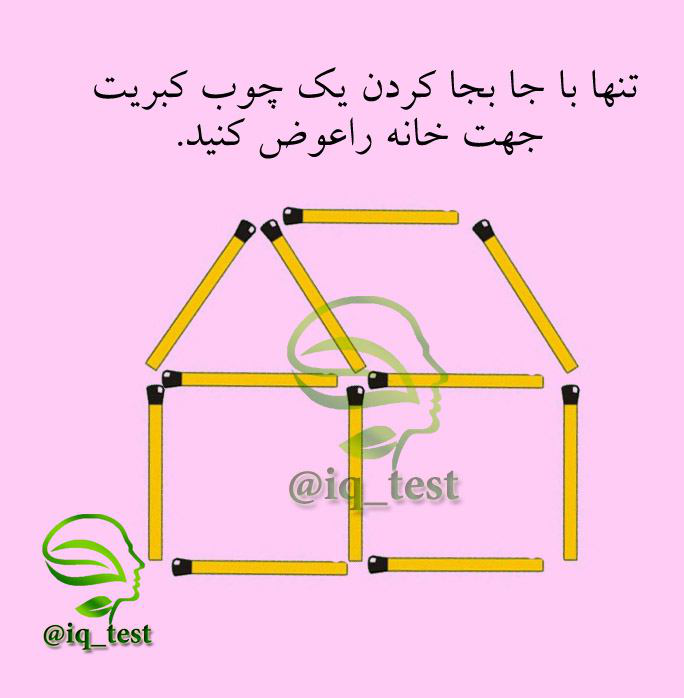 تنها با جا بجا کردن یک چوب کبریت
جهت خانه راعوض کنید.
@iq_test
@iq_test